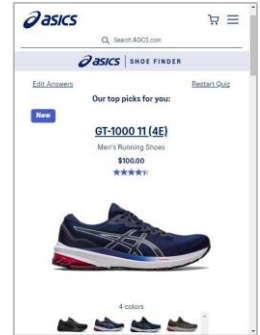 asics
Search ASICS.com
asics | SHOE FINDER
Edit Answers
Restart Quiz
Our top picks for you:
New
GT-1000 11 (4E)
Men's Running Shoes
$100.00
4 colors